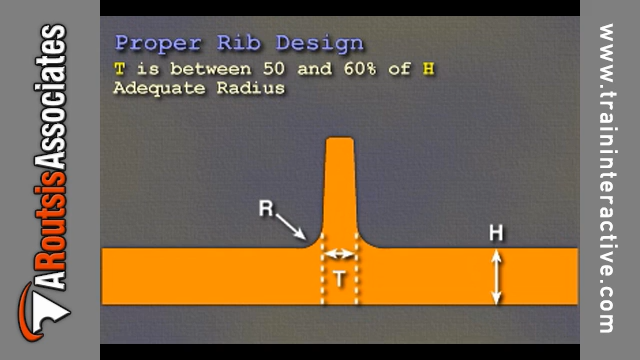 ARoutsisAssociates
Proper Rib Design
T is between 50 and 60% of H
Adequate Radius
R
H
T
www.traininteractive.com